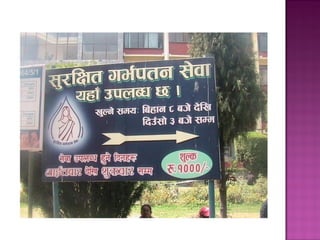 सुरक्षित गर्भपतन सेवा
यहाँ उपलब्ध छ ।
खुल्ने समयः बिहान ८ बजे देखि
दिउँसो ३ बजे सम्म
सेवा उपलब्ध हुने दिनहरू
आईतबार देखि शुक्रबार सम्म
शुल्क
रू १०००/-